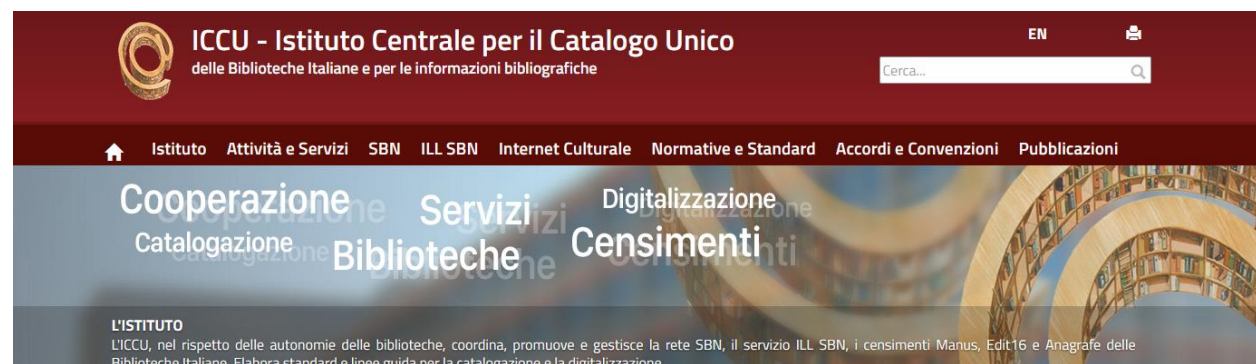 ICCU - Istituto Centrale per il Catalogo Unico
delle Biblioteche Italiane e per le informazioni bibliografiche
EN
Cerca...
Istituto Attività e Servizi SBN ILL SBN Internet Culturale Normative e Standard Accordi e Convenzioni Pubblicazioni
Cooperazione Servizi Digitalizzazione
Catalogazione Biblioteche Censimenti
L'ISTITUTO
L'ICCU, nel rispetto delle autonomie delle biblioteche, coordina, promuove e gestisce la rete SBN, il servizio ILL SBN, i censimenti Manus, Edit16 e Anagrafe delle
Biblioteche Italiane. Elabora standard e linee guida per la catalogazione e la digitalizzazione.